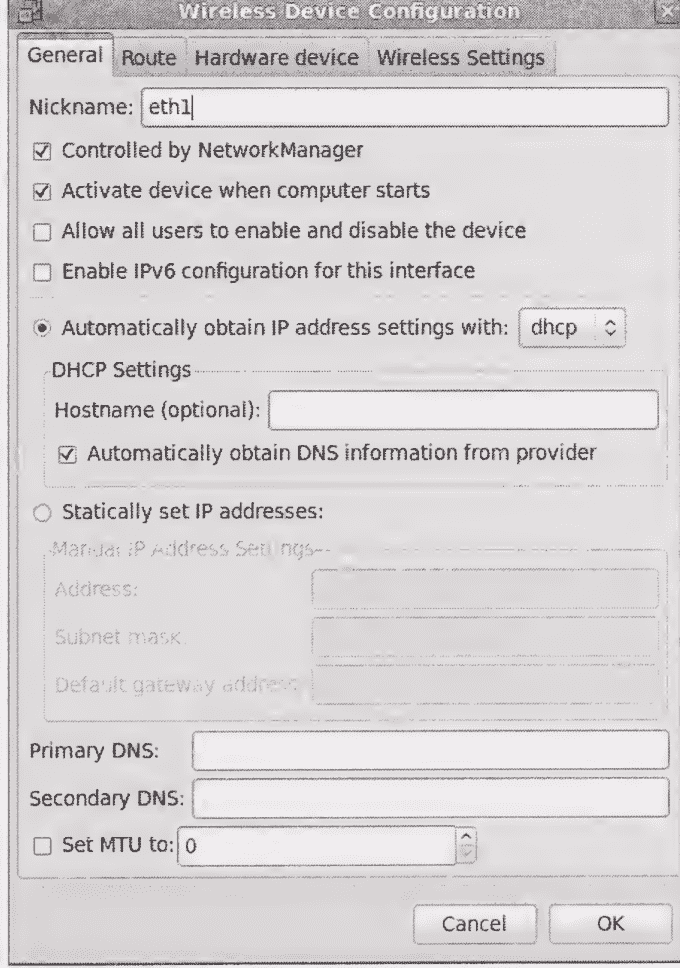 Wireless Device Configuration
General Route Hardware device Wireless Settings
Nickname: eth1
Controlled by NetworkManager
Activate device when computer starts
Allow all users to enable and disable the device
Enable IPv6 configuration for this interface
Automatically obtain IP address settings with: dhcp
DHCP Settings
Hostname (optional):
Automatically obtain DNS information from provider
Statically set IP addresses:
Manual IP Address Settings
Address:
Subnet mask:
Default gateway address:
Primary DNS:
Secondary DNS:
Set MTU to: 0
Cancel OK